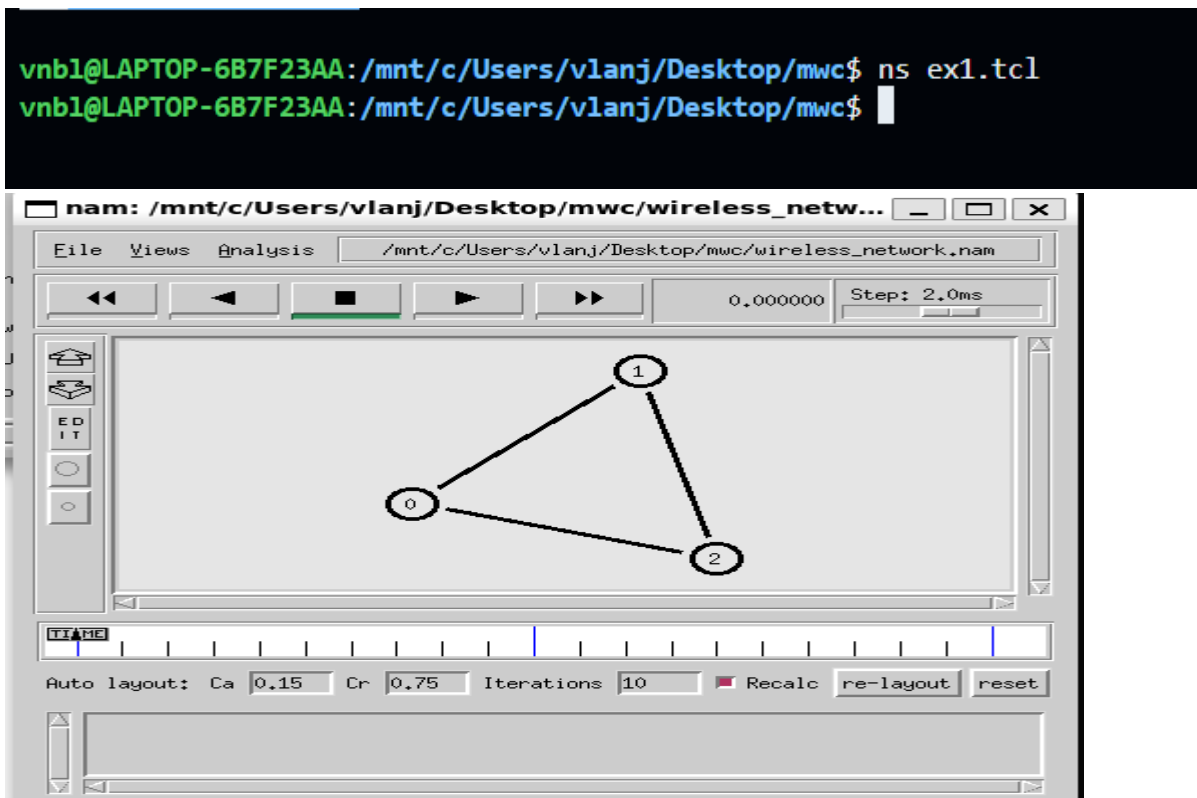 vnbl@LAPTOP-6B7F23AA:/mnt/c/Users/vlanj/Desktop/mwc$ ns ex1.tcl
vnbl@LAPTOP-6B7F23AA:/mnt/c/Users/vlanj/Desktop/mwc$
nam: /mnt/c/Users/vlanj/Desktop/mwc/wireless_netw...
File Views Analysis /mnt/c/Users/vlanj/Desktop/mwc/wireless_network.nam
0.000000 Step: 2.0ms
1
ED
IT
0
2
TIME
Auto layout: Ca 0.15 Cr 0.75 Iterations 10 Recalc re-layout reset